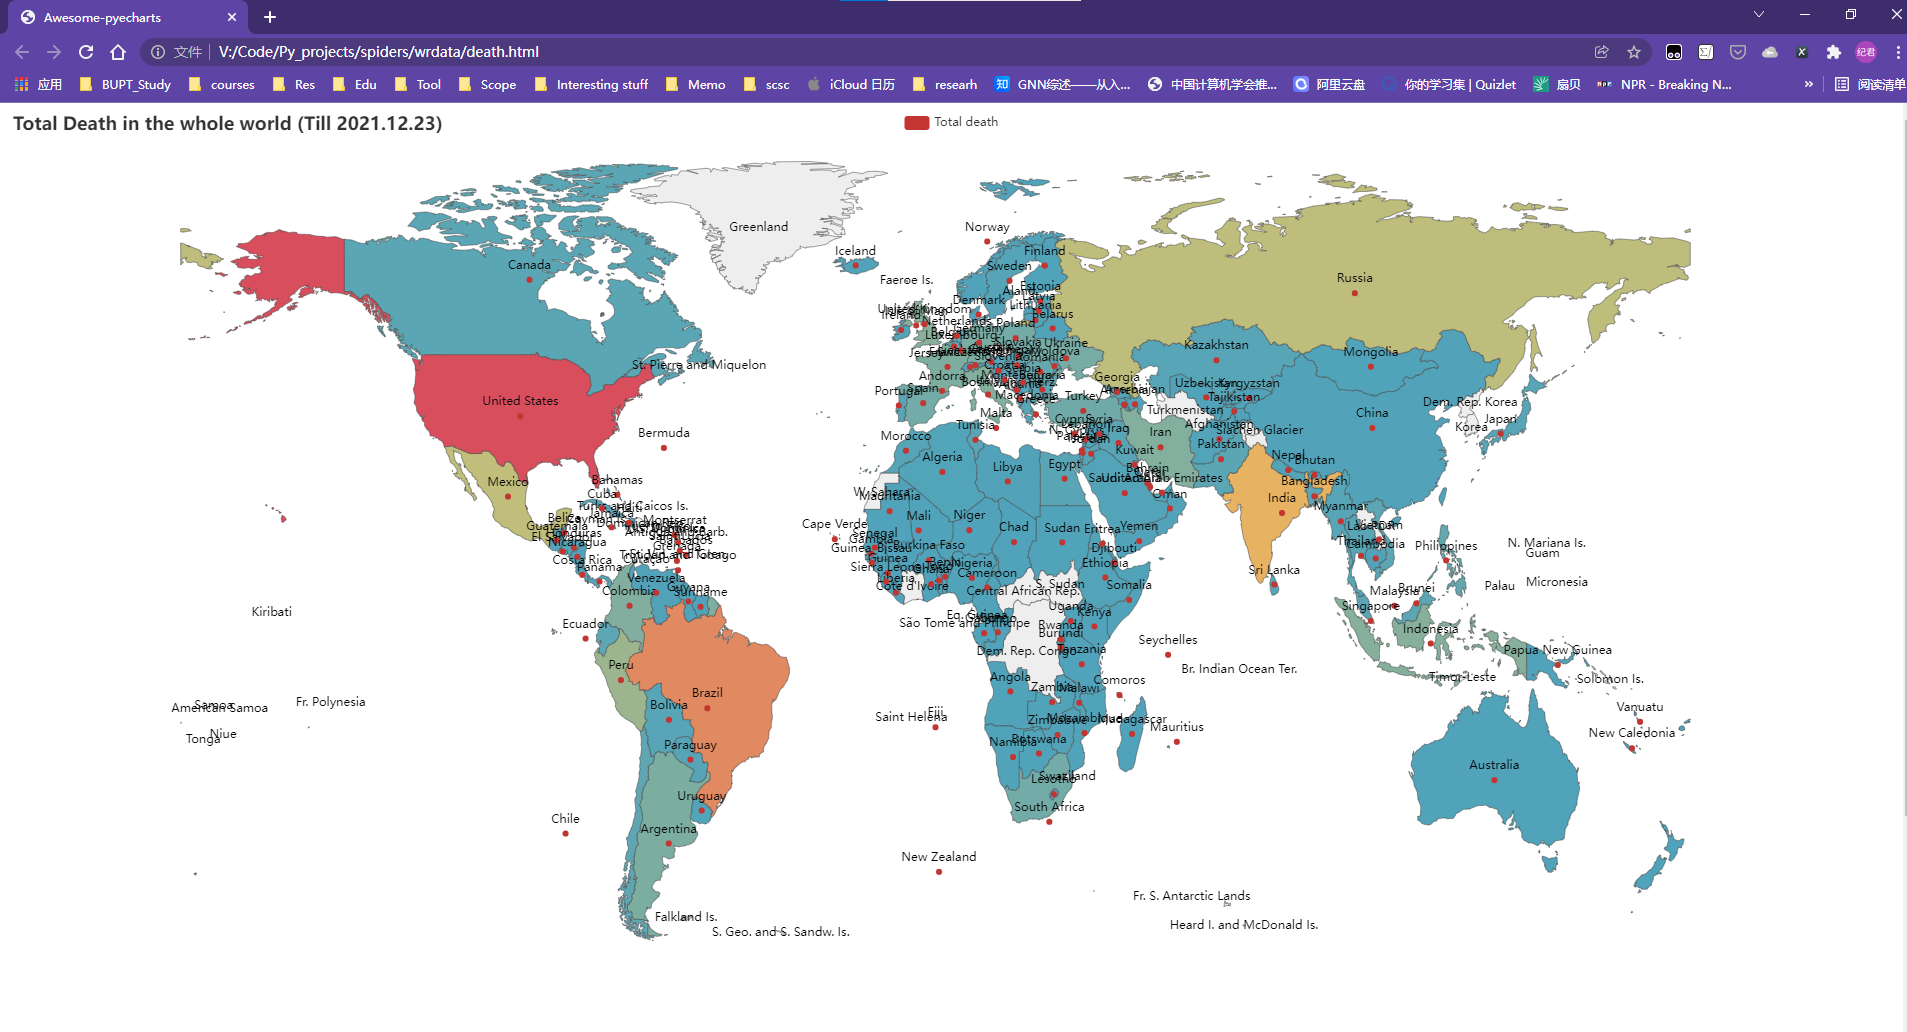 Awesome-pyecharts
文件 V:/Code/Py_projects/spiders/wrdata/death.html
纪君
应用 BUPT_Study courses Res Edu Tool Scope Interesting stuff Memo scsc iCloud 日历 researh 知 GNN综述——从入... 中国计算机学会推... 阿里云盘 你的学习集 | Quizlet 扇贝 NPR - Breaking N... » 阅读清单
Total Death in the whole world (Till 2021.12.23)
Total death
Greenland
Norway
Iceland
Finland
Canada
Sweden
Russia
Faeroe Is.
Estonia
Aland
Latvia
Denmark
Lithuania
United Kingdom
Ireland
Belarus
Netherlands
Poland
Germany
Luxembourg
Slovakia
Ukraine
Kazakhstan
Mongolia
Jersey
Moldova
Slovenia
Croatia
St. Pierre and Miquelon
Andorra
Georgia
Portugal
Spain
Macedonia
Greece
Turkey
Azerbaijan
Uzbekistan
Kyrgyzstan
Tajikistan
Turkmenistan
Dem. Rep. Korea
Japan
Korea
China
United States
Malta
Tunisia
Cyprus
Syria
Lebanon
Iraq
Iran
Afghanistan
Siachen Glacier
Bermuda
Morocco
Pakistan
Kuwait
Algeria
Libya
Egypt
Nepal
Bhutan
Bahrain
Qatar
Saudi Arabia
United Arab Emirates
Bangladesh
Mexico
Bahamas
Cuba
W. Sahara
Mauritania
Oman
India
Myanmar
Turks and Caicos Is.
Haiti
Jamaica
Belize
Cayman Is.
Montserrat
Guatemala
Honduras
El Salvador
Nicaragua
Barbados
Grenada
Trinidad and Tobago
Curaçao
Costa Rica
Panama
Cape Verde
Senegal
Gambia
Guinea Bissau
Guinea
Sierra Leone
Liberia
Côte d'Ivoire
Mali
Niger
Chad
Sudan
Eritrea
Yemen
Burkina Faso
Benin
Ghana
Nigeria
Djibouti
Ethiopia
Cameroon
Central African Rep.
S. Sudan
Somalia
Sri Lanka
Lao PDR
Vietnam
Thailand
Cambodia
Philippines
N. Mariana Is.
Guam
Palau
Micronesia
Venezuela
Guyana
Suriname
Colombia
Malaysia
Brunei
Singapore
Kiribati
Ecuador
Eq. Guinea
Gabon
Congo
São Tome and Principe
Uganda
Kenya
Rwanda
Burundi
Indonesia
Seychelles
Dem. Rep. Congo
Tanzania
Papua New Guinea
Br. Indian Ocean Ter.
Peru
Angola
Zambia
Malawi
Comoros
Timor-Leste
Solomon Is.
Brazil
Bolivia
Samoa
American Samoa
Fr. Polynesia
Fiji
Saint Helena
Mozambique
Zimbabwe
Madagascar
Mauritius
Vanuatu
Niue
Tonga
New Caledonia
Paraguay
Namibia
Botswana
Australia
Swaziland
Lesotho
Uruguay
South Africa
Chile
Argentina
New Zealand
Fr. S. Antarctic Lands
Falkland Is.
Heard I. and McDonald Is.
S. Geo. and S. Sandw. Is.